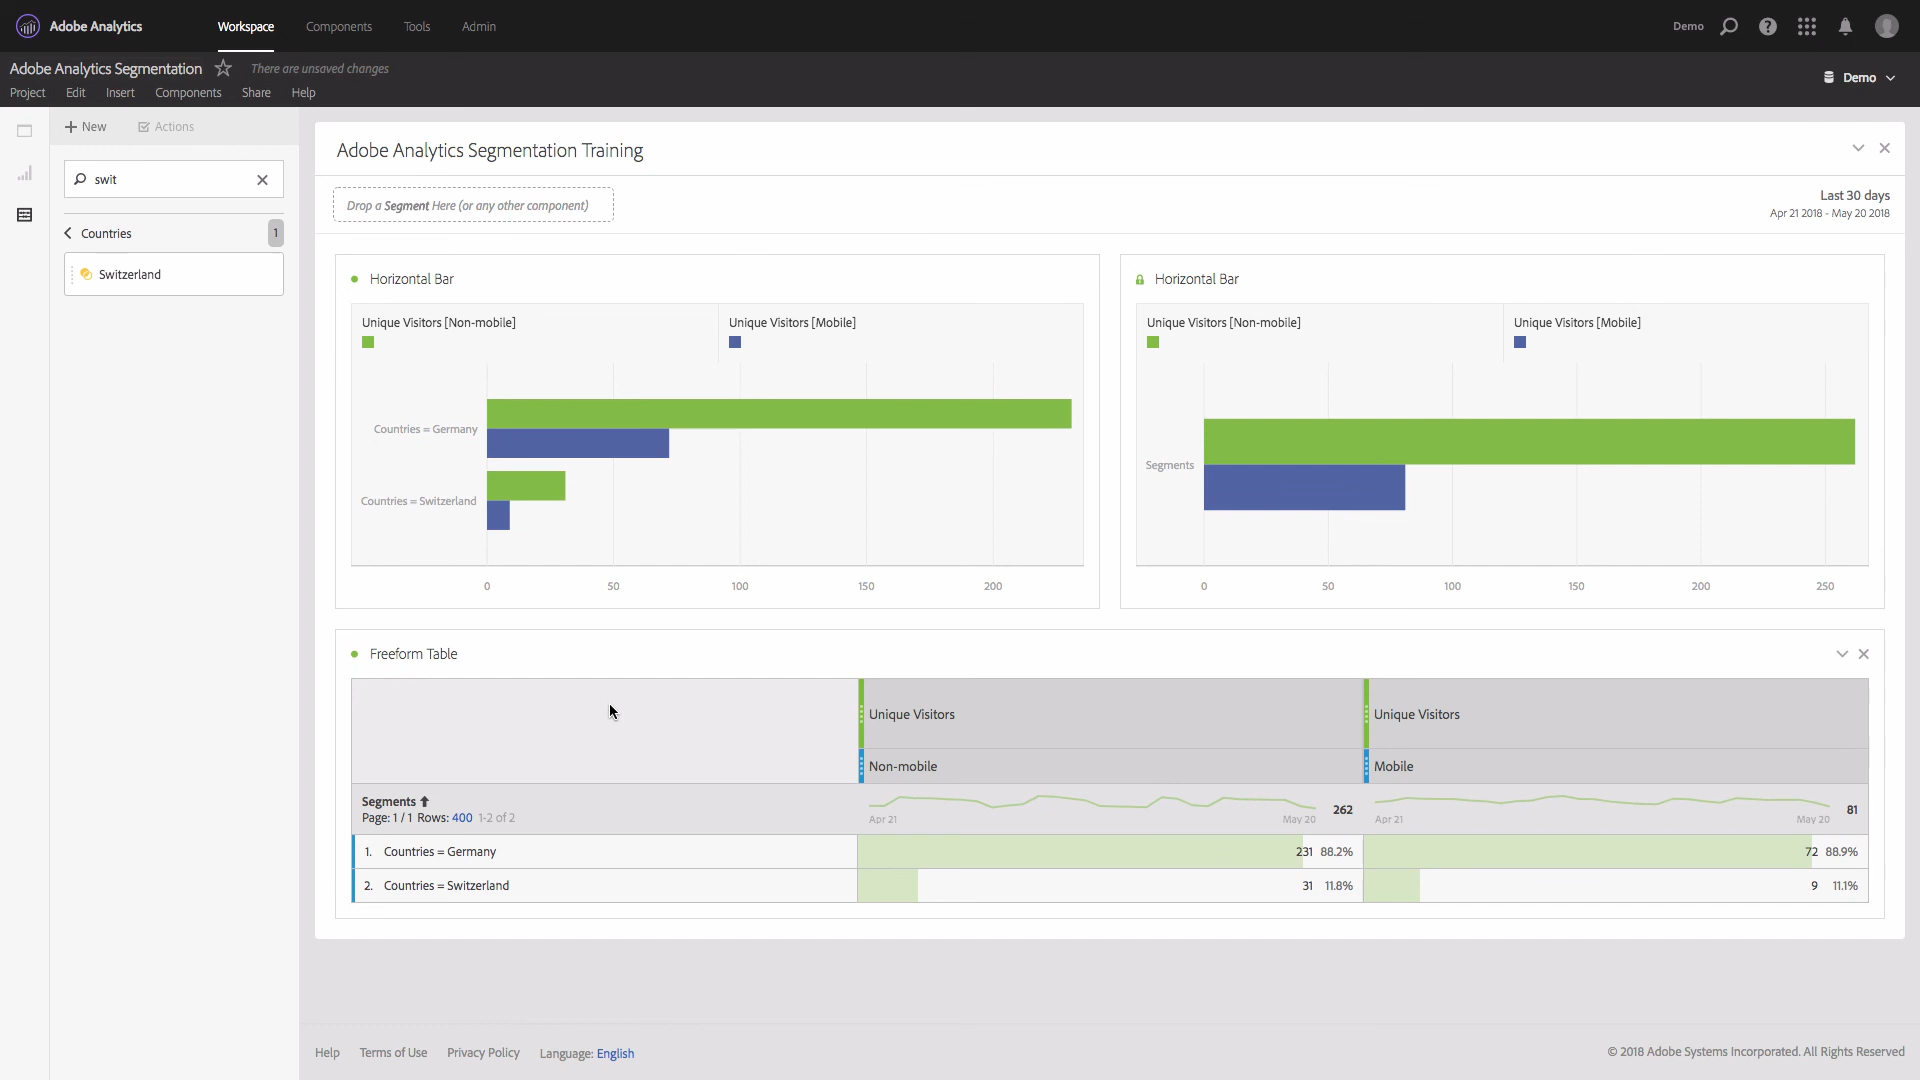 Adobe Analytics
Workspace
Components
Tools
Admin
Demo
Adobe Analytics Segmentation
There are unsaved changes
Demo
Project
Edit
Insert
Components
Share
Help
New
Actions
swit
Countries
1
Switzerland
Adobe Analytics Segmentation Training
Drop a Segment Here (or any other component)
Last 30 days
Apr 21 2018 - May 20 2018
Horizontal Bar
Unique Visitors [Non-mobile]
Unique Visitors [Mobile]
Countries = Germany
Countries = Switzerland
0
50
100
150
200
Horizontal Bar
Unique Visitors [Non-mobile]
Unique Visitors [Mobile]
Segments
0
50
100
150
200
250
Freeform Table
Unique Visitors
Unique Visitors
Non-mobile
Mobile
Segments
Page: 1 / 1 Rows: 400 1-2 of 2
Apr 21
May 20
262
Apr 21
May 20
81
1. Countries = Germany
231 88.2%
72 88.9%
2. Countries = Switzerland
31 11.8%
9 11.1%
Help
Terms of Use
Privacy Policy
Language: English
© 2018 Adobe Systems Incorporated. All Rights Reserved